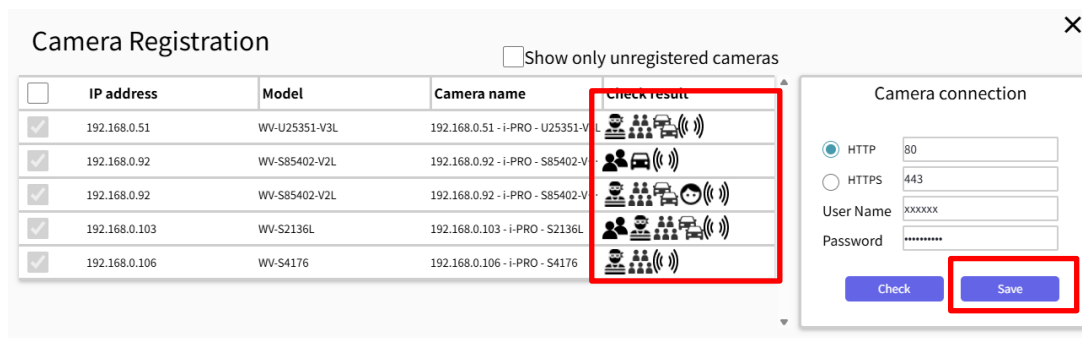 Camera Registration
Show only unregistered cameras
IP address Model Camera name Check result
192.168.0.51 WV-U25351-V3L 192.168.0.51 - i-PRO - U25351-V3L
192.168.0.92 WV-S85402-V2L 192.168.0.92 - i-PRO - S85402-V···
192.168.0.92 WV-S85402-V2L 192.168.0.92 - i-PRO - S85402-V···
192.168.0.103 WV-S2136L 192.168.0.103 - i-PRO - S2136L
192.168.0.106 WV-S4176 192.168.0.106 - i-PRO - S4176
Camera connection
HTTP 80
HTTPS 443
User Name xxxxxx
Password ••••••••••
Check Save